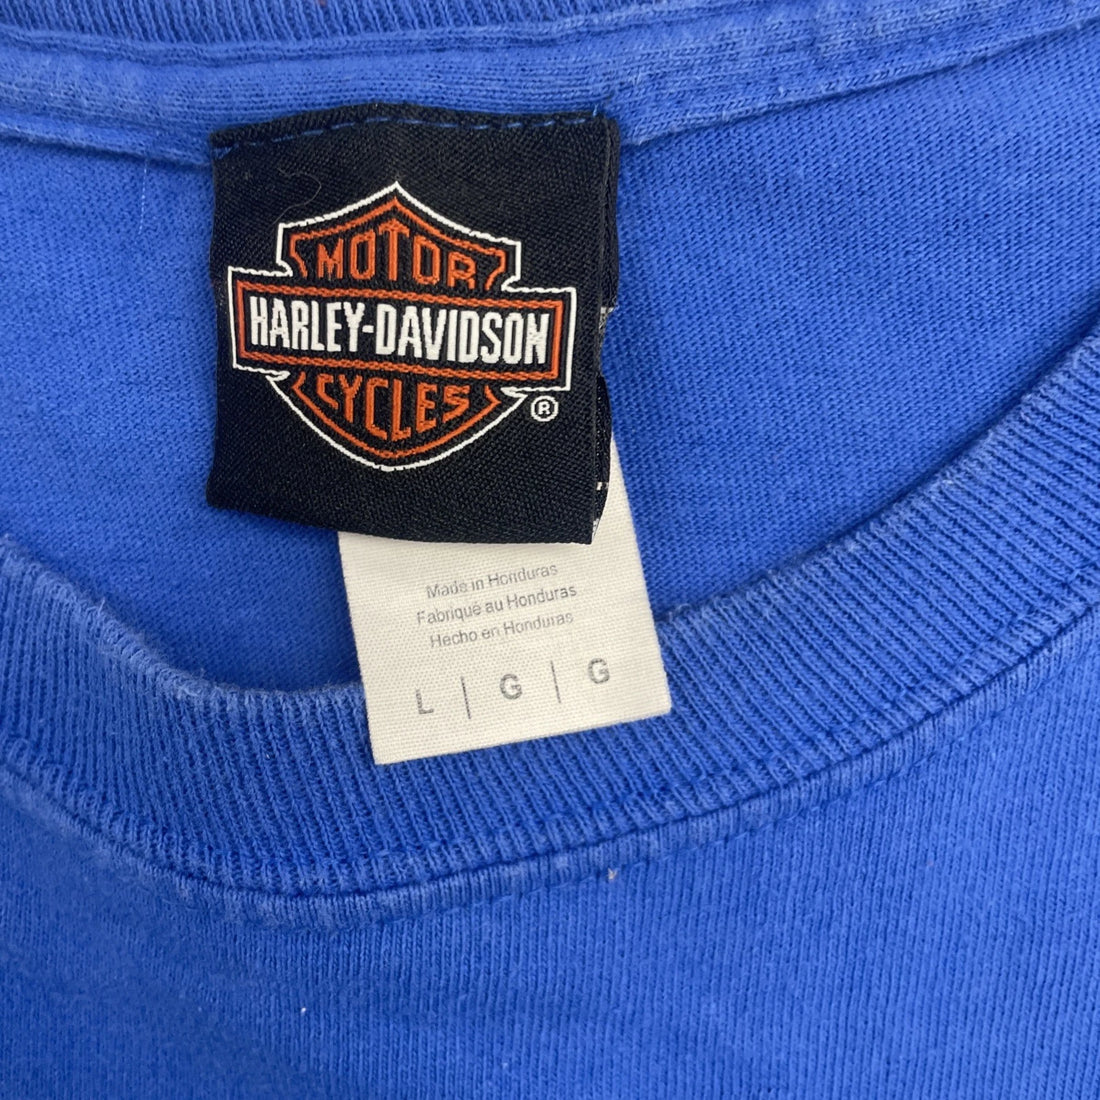 MOTOR
HARLEY-DAVIDSON
CYCLES
®
Made in Honduras
Fabriqué au Honduras
Hecho en Honduras
L | G | G